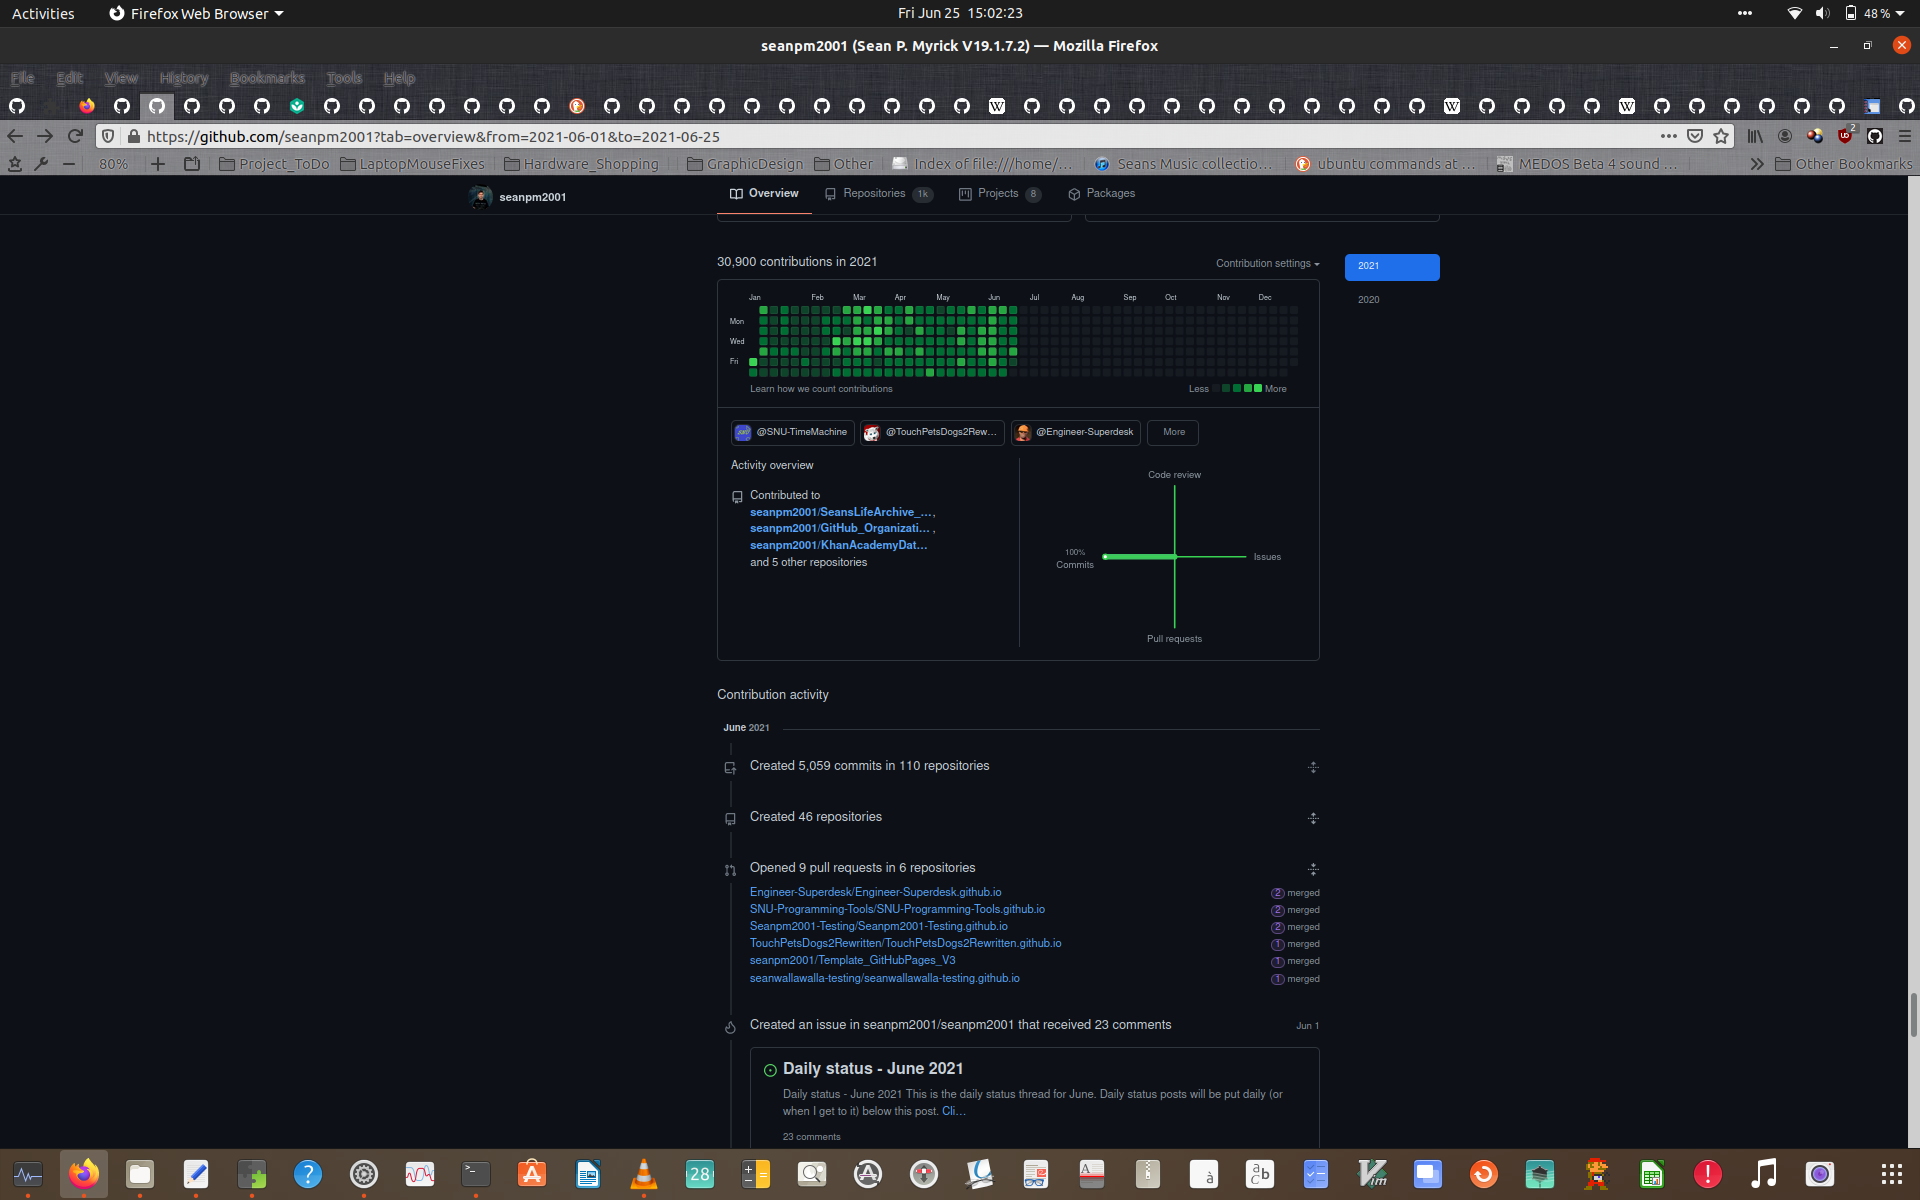 Activities
Firefox Web Browser
Fri Jun 25 15:02:23
48 %
seanpm2001 (Sean P. Myrick V19.1.7.2) — Mozilla Firefox
File Edit View History Bookmarks Tools Help
https://github.com/seanpm2001?tab=overview&from=2021-06-01&to=2021-06-25
2
80%
Project_ToDo
LaptopMouseFixes
Hardware_Shopping
GraphicDesign
Other
Index of file:///home/...
Seans Music collectio...
ubuntu commands at ...
MEDOS Beta 4 sound ...
Other Bookmarks
seanpm2001
Overview
Repositories 1k
Projects 8
Packages
30,900 contributions in 2021
Contribution settings
2021
2020
Jan Feb Mar Apr May Jun Jul Aug Sep Oct Nov Dec
Mon
Wed
Fri
Learn how we count contributions
Less More
@SNU-TimeMachine
@TouchPetsDogs2Rew...
@Engineer-Superdesk
More
Activity overview
Contributed to
seanpm2001/SeansLifeArchive_...,
seanpm2001/GitHub_Organizati... ,
seanpm2001/KhanAcademyDat...
and 5 other repositories
Code review
100%
Commits
Issues
Pull requests
Contribution activity
June 2021
Created 5,059 commits in 110 repositories
Created 46 repositories
Opened 9 pull requests in 6 repositories
Engineer-Superdesk/Engineer-Superdesk.github.io 2 merged
SNU-Programming-Tools/SNU-Programming-Tools.github.io 2 merged
Seanpm2001-Testing/Seanpm2001-Testing.github.io 2 merged
TouchPetsDogs2Rewritten/TouchPetsDogs2Rewritten.github.io 1 merged
seanpm2001/Template_GitHubPages_V3 1 merged
seanwallawalla-testing/seanwallawalla-testing.github.io 1 merged
Created an issue in seanpm2001/seanpm2001 that received 23 comments
Jun 1
Daily status - June 2021
Daily status - June 2021 This is the daily status thread for June. Daily status posts will be put daily (or
when I get to it) below this post. Cli...
23 comments
28